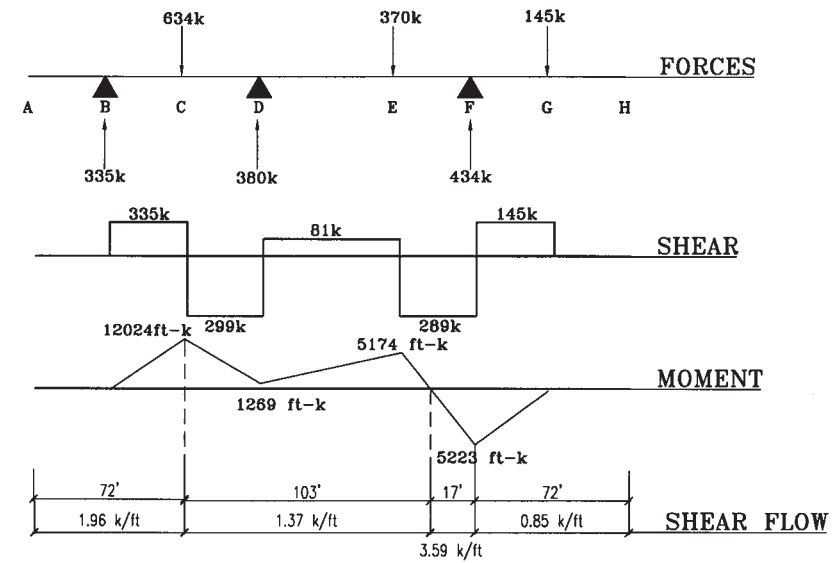 634k 370k 145k
FORCES
A B C D E F G H
335k 380k 434k
335k 81k 145k
SHEAR
299k 289k
12024ft-k 5174 ft-k
MOMENT
1269 ft-k
5223 ft-k
72' 103' 17' 72'
1.96 k/ft 1.37 k/ft 0.85 k/ft SHEAR FLOW
3.59 k/ft